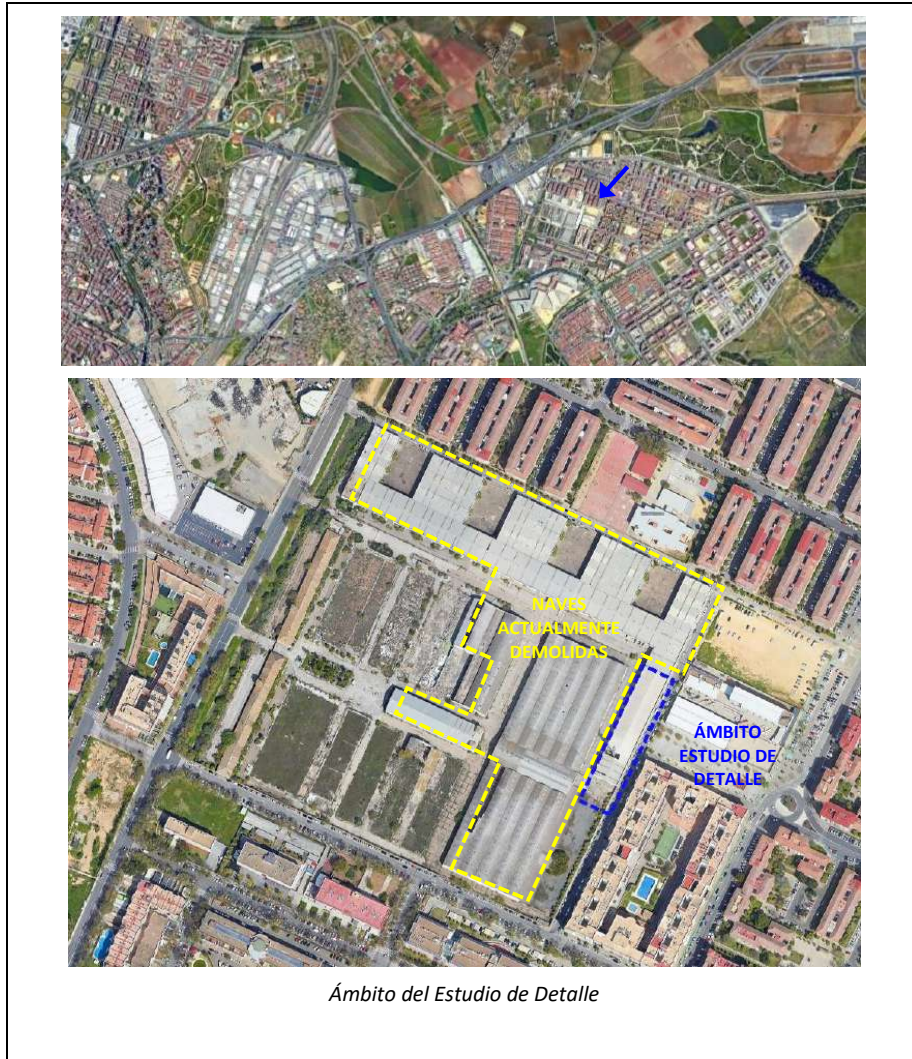 NAVES
ACTUALMENTE
DEMOLIDAS
ÁMBITO
ESTUDIO DE
DETALLE
Ámbito del Estudio de Detalle